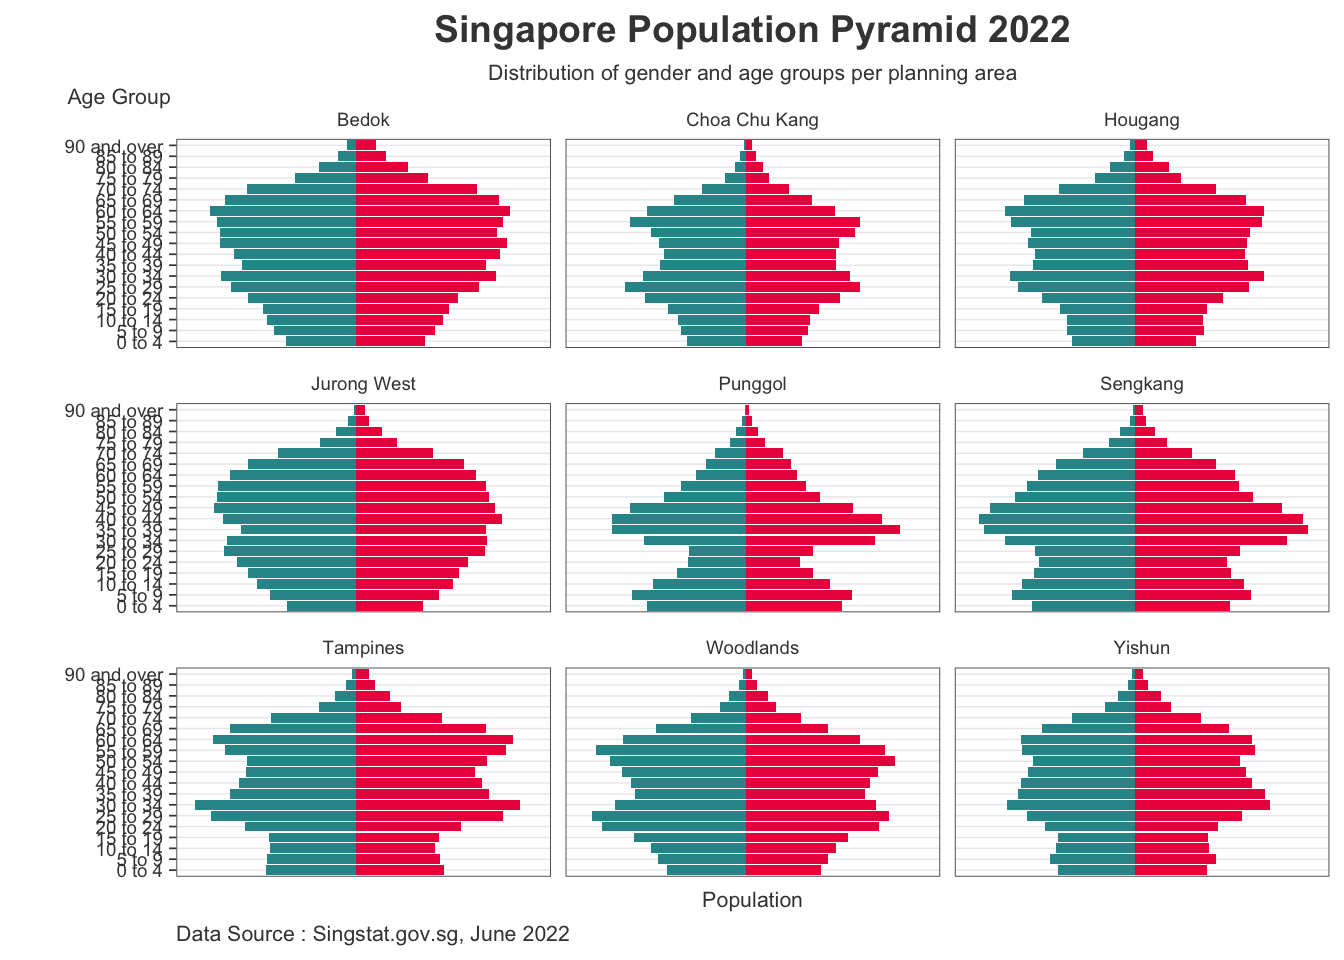 Singapore Population Pyramid 2022
Distribution of gender and age groups per planning area
Age Group
Bedok
Choa Chu Kang
Hougang
90 and over
85 to 89
80 to 84
75 to 79
70 to 74
65 to 69
60 to 64
55 to 59
50 to 54
45 to 49
40 to 44
35 to 39
30 to 34
25 to 29
20 to 24
15 to 19
10 to 14
5 to 9
0 to 4
Jurong West
Punggol
Sengkang
90 and over
85 to 89
80 to 84
75 to 79
70 to 74
65 to 69
60 to 64
55 to 59
50 to 54
45 to 49
40 to 44
35 to 39
30 to 34
25 to 29
20 to 24
15 to 19
10 to 14
5 to 9
0 to 4
Tampines
Woodlands
Yishun
90 and over
85 to 89
80 to 84
75 to 79
70 to 74
65 to 69
60 to 64
55 to 59
50 to 54
45 to 49
40 to 44
35 to 39
30 to 34
25 to 29
20 to 24
15 to 19
10 to 14
5 to 9
0 to 4
Population
Data Source : Singstat.gov.sg, June 2022